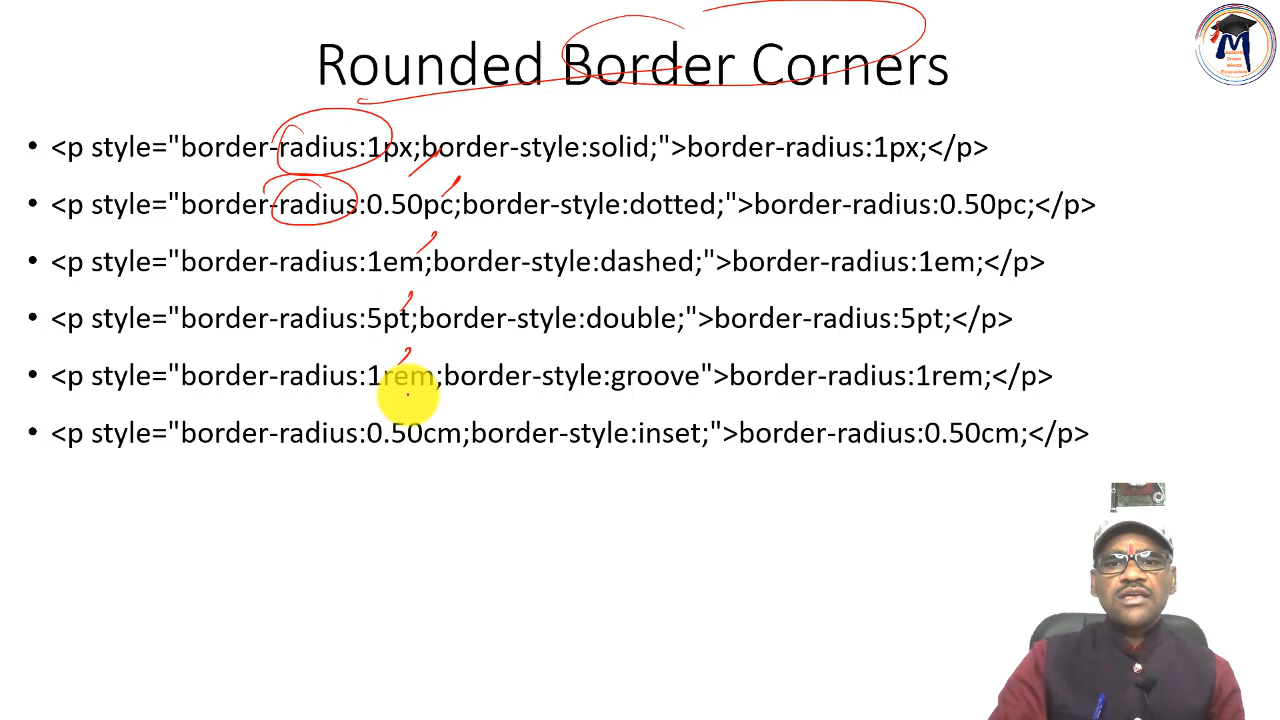 Rounded Border Corners
• <p style="border-radius:1px;border-style:solid;">border-radius:1px;</p>
• <p style="border-radius:0.50pc;border-style:dotted;">border-radius:0.50pc;</p>
• <p style="border-radius:1em;border-style:dashed;">border-radius:1em;</p>
• <p style="border-radius:5pt;border-style:double;">border-radius:5pt;</p>
• <p style="border-radius:1rem;border-style:groove">border-radius:1rem;</p>
• <p style="border-radius:0.50cm;border-style:inset;">border-radius:0.50cm;</p>